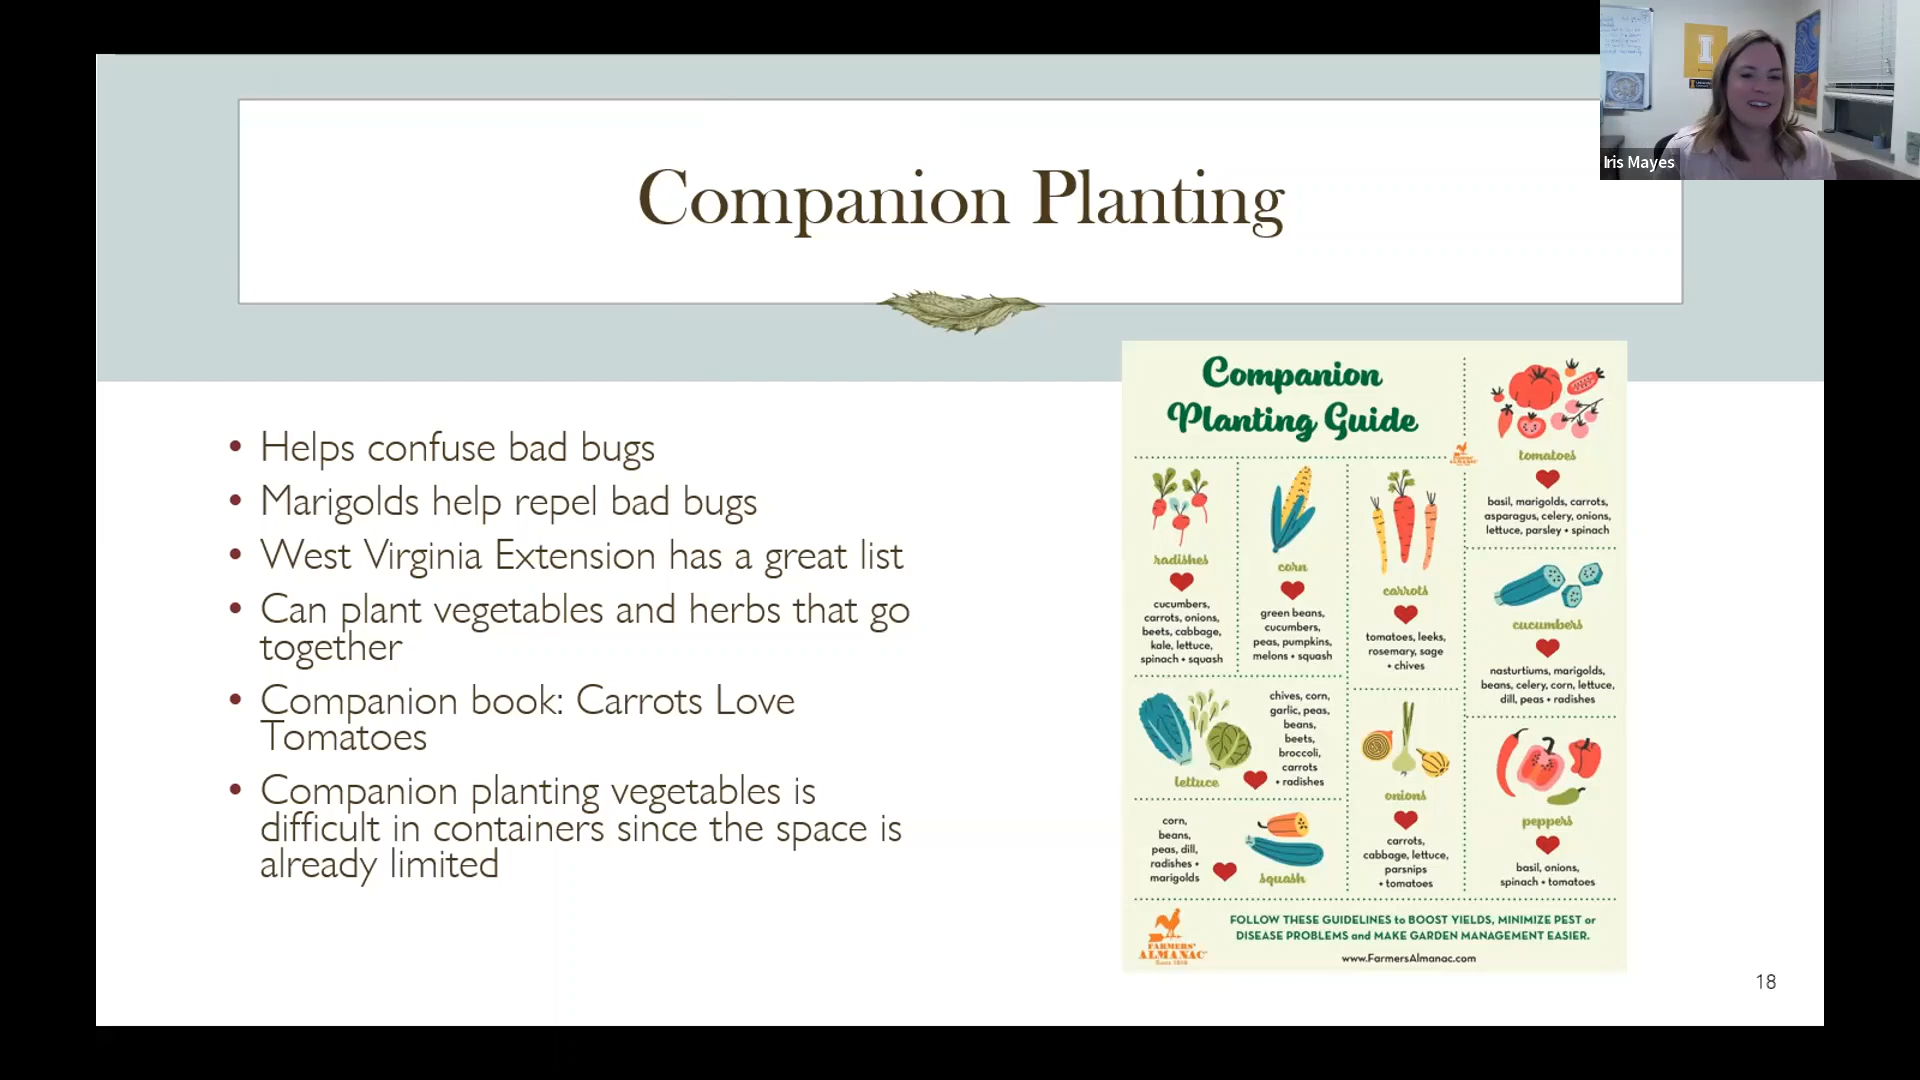 Iris Mayes
Companion Planting
• Helps confuse bad bugs
• Marigolds help repel bad bugs
• West Virginia Extension has a great list
• Can plant vegetables and herbs that go
together
• Companion book: Carrots Love
Tomatoes
• Companion planting vegetables is
difficult in containers since the space is
already limited
Companion
Planting Guide
tomatoes
basil, marigolds, carrots,
asparagus, celery, onions,
lettuce, parsley + spinach
radishes
cucumbers,
carrots, onions,
beets, cabbage,
kale, lettuce,
spinach + squash
corn
green beans,
cucumbers,
peas, pumpkins,
melons + squash
carrots
tomatoes, leeks,
rosemary, sage
+ chives
cucumbers
nasturtiums, marigolds,
beans, celery, corn, lettuce,
dill, peas + radishes
lettuce
chives, corn,
garlic, peas,
beans,
beets,
broccoli,
carrots
+ radishes
onions
carrots,
cabbage, lettuce,
parsnips
+ tomatoes
peppers
basil, onions,
spinach + tomatoes
corn,
beans,
peas, dill,
radishes +
marigolds
squash
FARMERS'
ALMANAC
FOLLOW THESE GUIDELINES to BOOST YIELDS, MINIMIZE PEST or
DISEASE PROBLEMS and MAKE GARDEN MANAGEMENT EASIER.
www.FarmersAlmanac.com
18